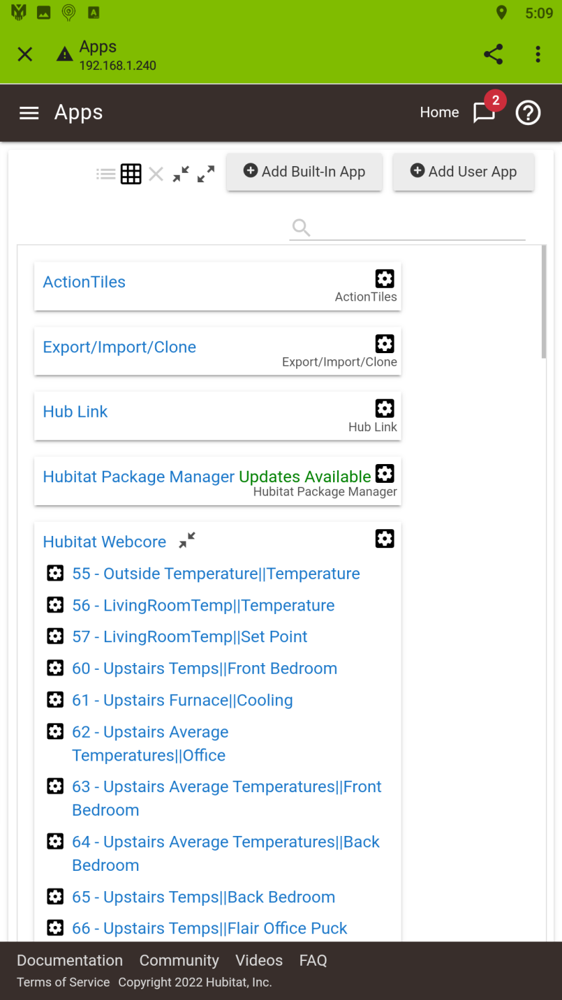 5:09
Apps
192.168.1.240
Apps
Home
2
Add Built-In App
Add User App
ActionTiles
ActionTiles
Export/Import/Clone
Export/Import/Clone
Hub Link
Hub Link
Hubitat Package Manager Updates Available
Hubitat Package Manager
Hubitat Webcore
55 - Outside Temperature||Temperature
56 - LivingRoomTemp||Temperature
57 - LivingRoomTemp||Set Point
60 - Upstairs Temps||Front Bedroom
61 - Upstairs Furnace||Cooling
62 - Upstairs Average
Temperatures||Office
63 - Upstairs Average Temperatures||Front
Bedroom
64 - Upstairs Average Temperatures||Back
Bedroom
65 - Upstairs Temps||Back Bedroom
66 - Upstairs Temps||Flair Office Puck
Documentation Community Videos FAQ
Terms of Service Copyright 2022 Hubitat, Inc.